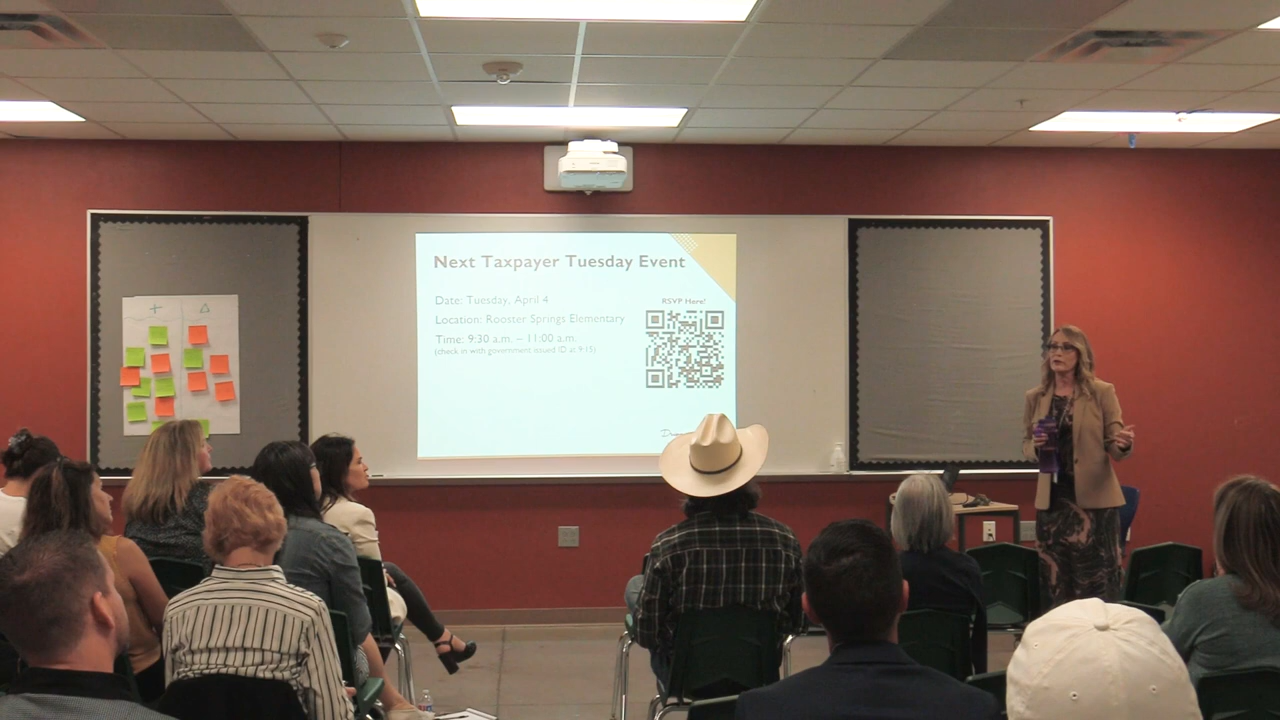 Next Taxpayer Tuesday Event
Date: Tuesday, April 4
Location: Rooster Springs Elementary
Time: 9:30 a.m. – 11:00 a.m.
(check in with government issued ID at 9:15)
RSVP Here!